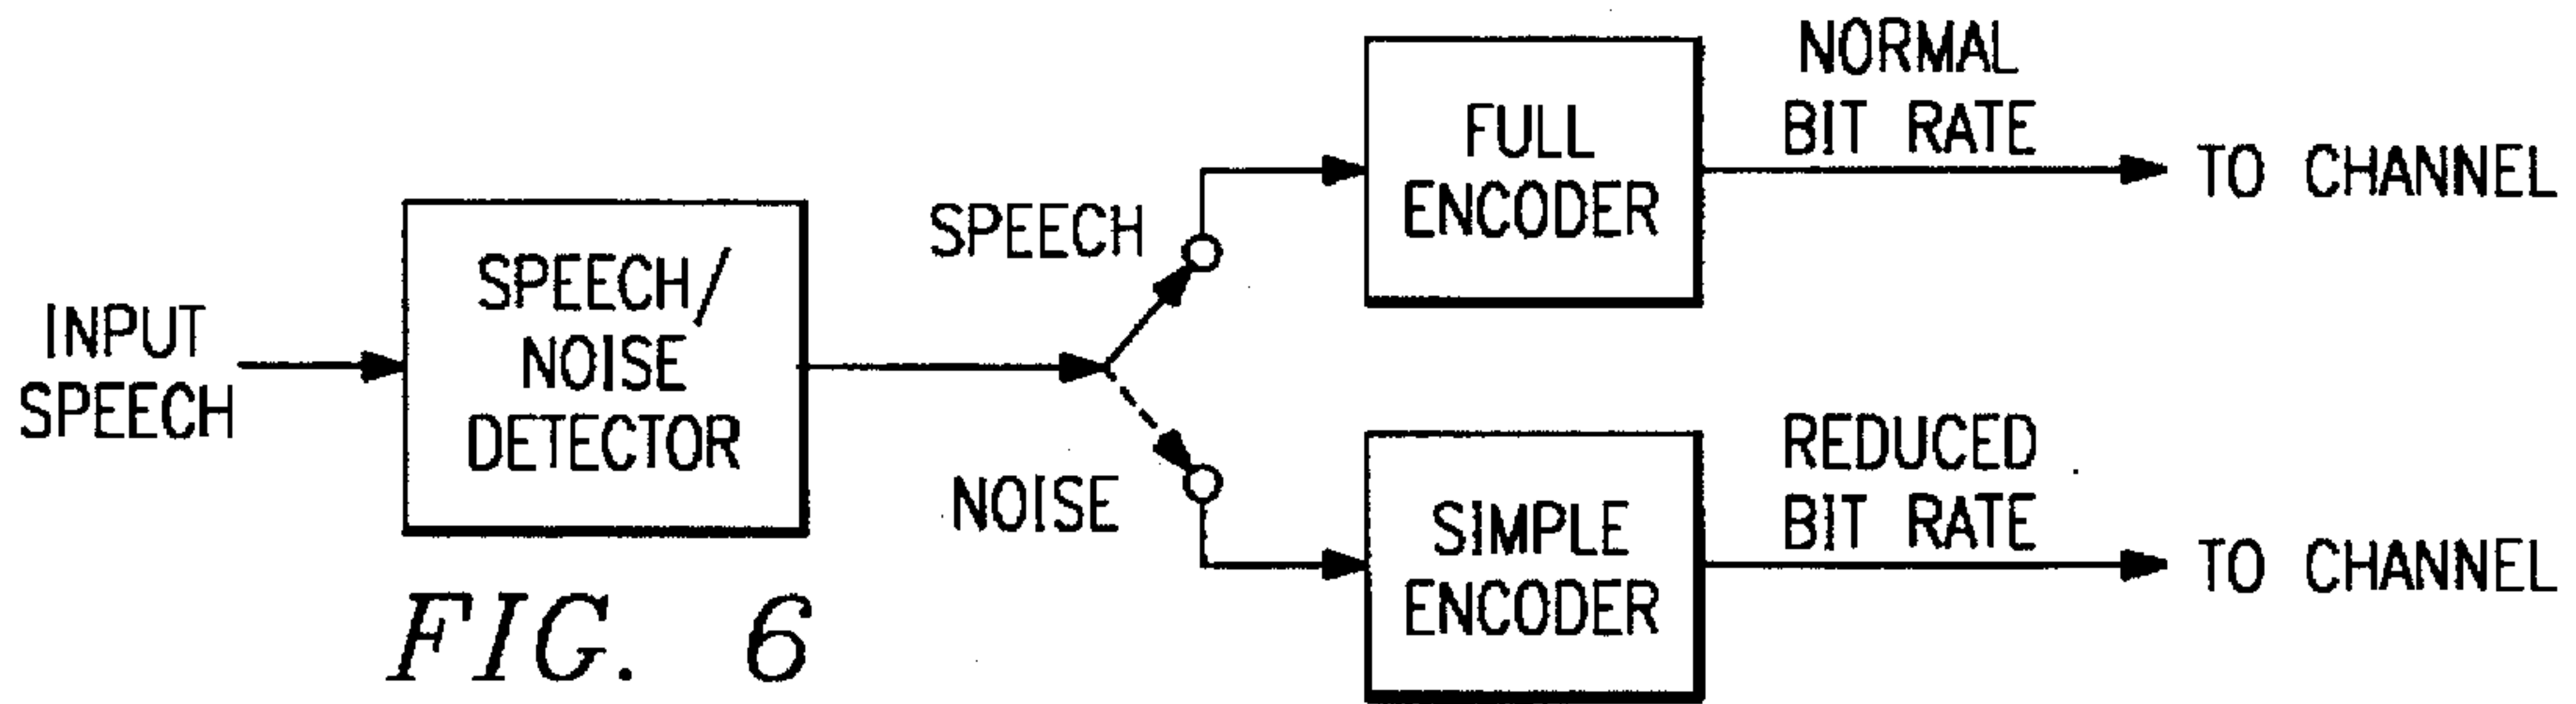 INPUT
SPEECH
SPEECH/
NOISE
DETECTOR
SPEECH
NOISE
FULL
ENCODER
NORMAL
BIT RATE
TO CHANNEL
SIMPLE
ENCODER
REDUCED
BIT RATE
TO CHANNEL
FIG. 6